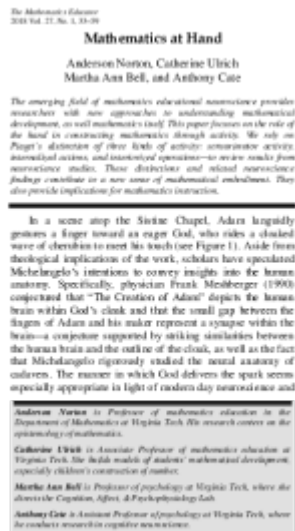 The Mathematics Educator
2018 Vol. 27, No. 1, 33–59
Mathematics at Hand
Anderson Norton, Catherine Ulrich
Martha Ann Bell, and Anthony Cate
The emerging field of mathematics educational neuroscience provides
researchers with new approaches to understanding mathematical
development, as well mathematics itself. This paper focuses on the role of
the hand in constructing mathematics through activity. We rely on
Piaget's distinction of three kinds of activity: sensorimotor activity,
internalized actions, and interiorized operations—to review results from
neuroscience studies. These distinctions and related neuroscience
findings contribute to a new sense of mathematical embodiment. They
also provide implications for mathematics instruction.
In a scene atop the Sistine Chapel, Adam languidly
gestures a finger toward an eager God, who rides a cloaked
wave of cherubim to meet his touch (see Figure 1). Aside from
theological implications of the work, scholars have speculated
Michelangelo's intentions to convey insights into the human
anatomy. Specifically, physician Frank Meshberger (1990)
conjectured that "The Creation of Adam" depicts the human
brain within God's cloak and that the small gap between the
fingers of Adam and his maker represent a synapse within the
brain—a conjecture supported by striking similarities between
the human brain and the outline of the cloak, as well as the fact
that Michelangelo rigorously studied the neural anatomy of
cadavers. The manner in which God delivers the spark seems
especially appropriate in light of modern day neuroscience and
Anderson Norton is Professor of mathematics education in the
Department of Mathematics at Virginia Tech. His research centers on the
epistemology of mathematics.
Catherine Ulrich is Associate Professor of mathematics education at
Virginia Tech. She builds models of students' mathematical development,
especially children's construction of number.
Martha Ann Bell is Professor of psychology at Virginia Tech, where she
directs the Cognition, Affect, & Psychophysiology Lab.
Anthony Cate is Assistant Professor of psychology at Virginia Tech, where
he conducts research in cognitive neuroscience.